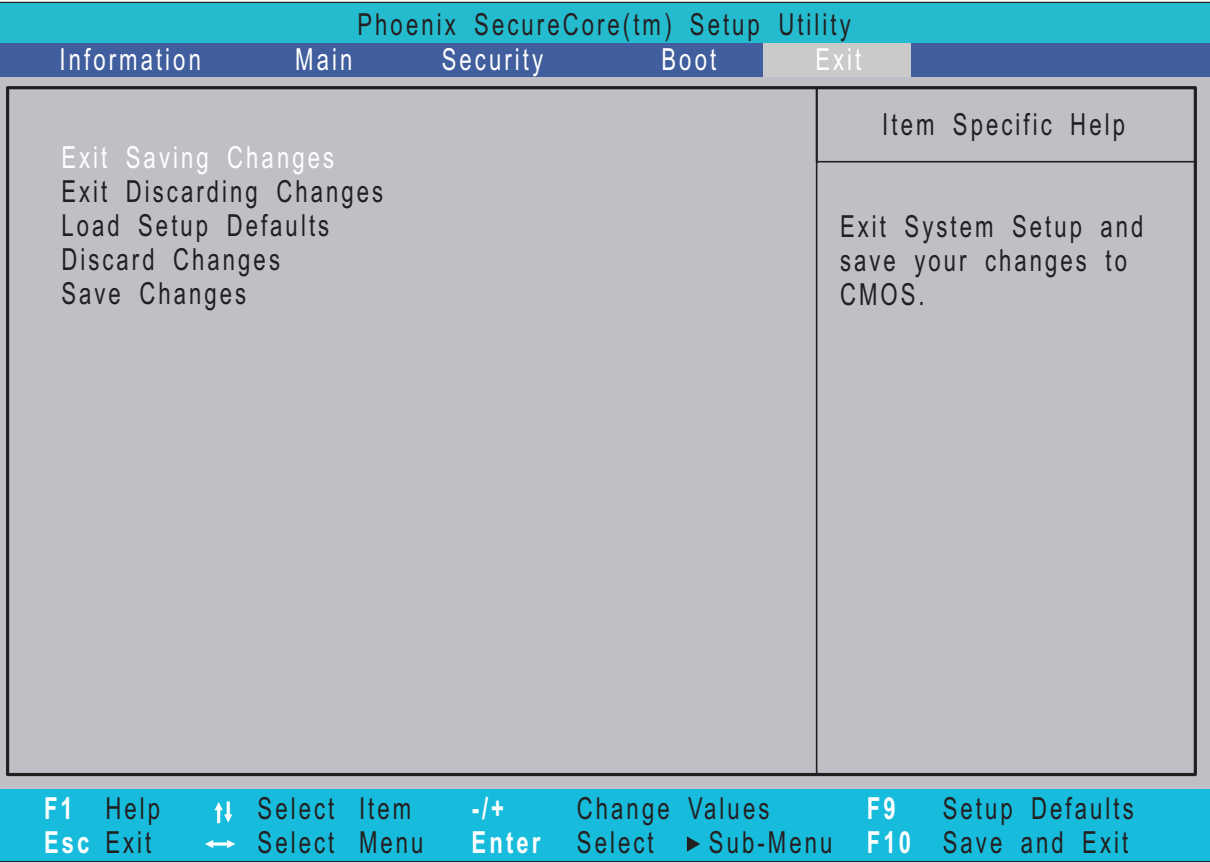 Phoenix SecureCore(tm) Setup Utility
Information Main Security Boot Exit
Item Specific Help
Exit Saving Changes
Exit Discarding Changes
Load Setup Defaults
Discard Changes
Save Changes
Exit System Setup and
save your changes to
CMOS.
F1 Help ↑↓ Select Item -/+ Change Values F9 Setup Defaults
Esc Exit ↔ Select Menu Enter Select ►Sub-Menu F10 Save and Exit